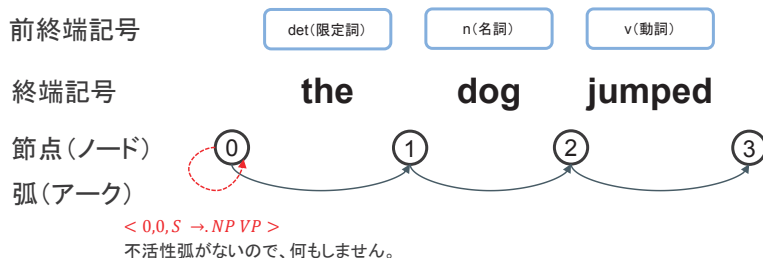 前終端記号 det(限定詞) n(名詞) v(動詞)
終端記号 the dog jumped
節点(ノード) 0 1 2 3
弧(アーク)
< 0,0, S →. NP VP >
不活性弧がないので、何もしません。